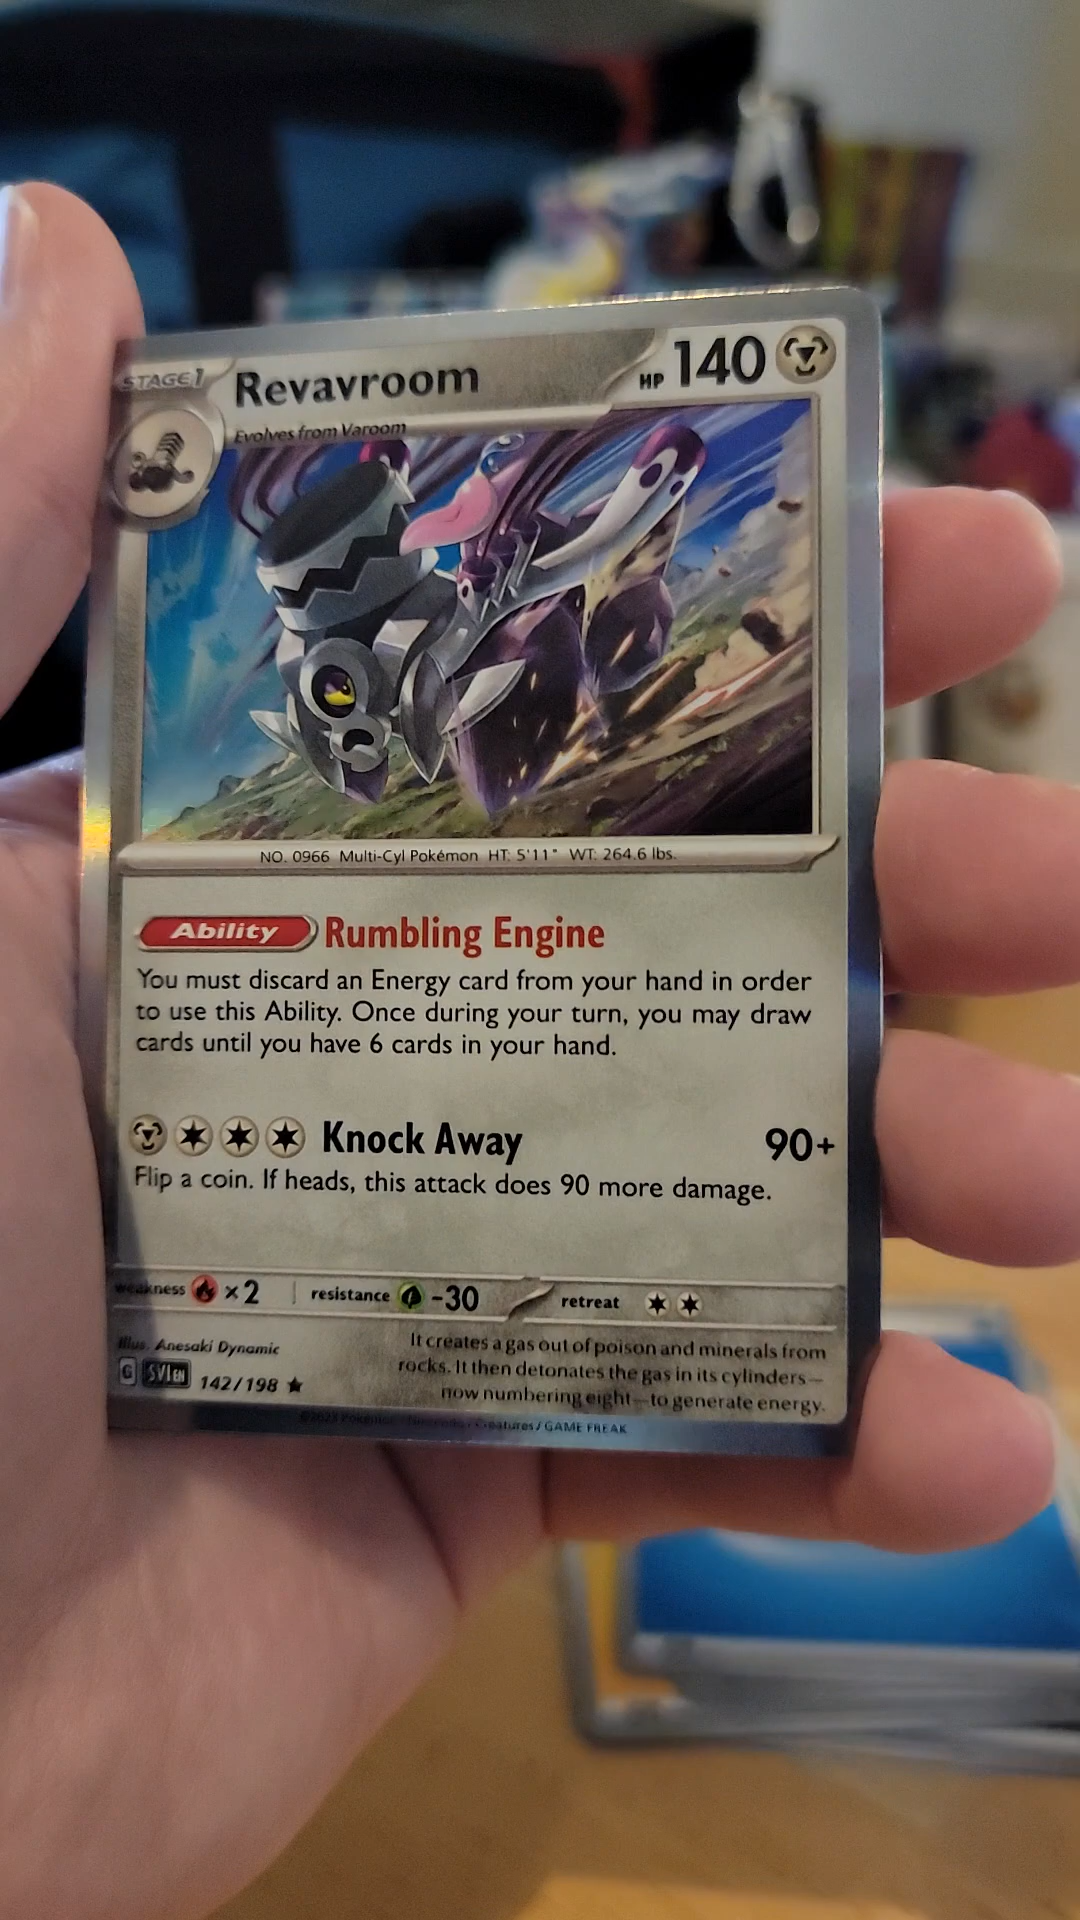 STAGE1
Revavroom
HP 140
Evolves from Varoom
NO. 0966 Multi-Cyl Pokémon HT: 5'11" WT: 264.6 lbs.
Ability Rumbling Engine
You must discard an Energy card from your hand in order
to use this Ability. Once during your turn, you may draw
cards until you have 6 cards in your hand.
Knock Away 90+
Flip a coin. If heads, this attack does 90 more damage.
weakness ×2 resistance -30 retreat
Illus. Anesaki Dynamic
G SVI EN 142/198
It creates a gas out of poison and minerals from
rocks. It then detonates the gas in its cylinders—
now numbering eight—to generate energy.
©2023 Pokémon / Nintendo / Creatures / GAME FREAK